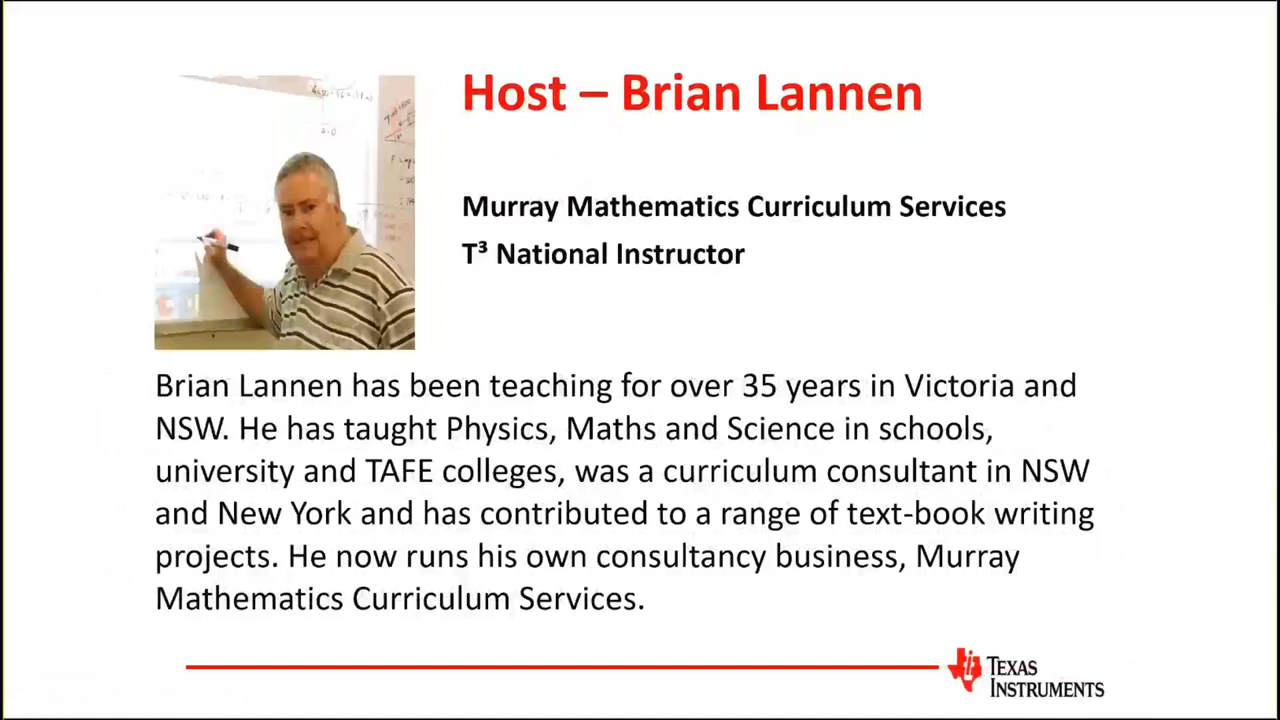 Host – Brian Lannen
Murray Mathematics Curriculum Services
T³ National Instructor
Brian Lannen has been teaching for over 35 years in Victoria and
NSW. He has taught Physics, Maths and Science in schools,
university and TAFE colleges, was a curriculum consultant in NSW
and New York and has contributed to a range of text-book writing
projects. He now runs his own consultancy business, Murray
Mathematics Curriculum Services.
TEXAS
INSTRUMENTS